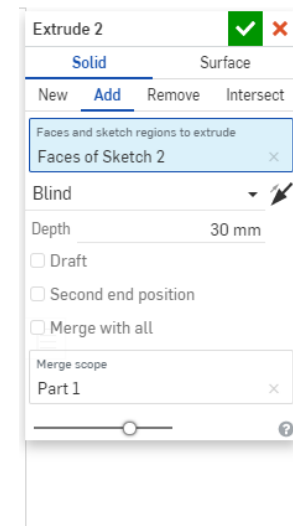 Extrude 2
Solid Surface
New Add Remove Intersect
Faces and sketch regions to extrude
Faces of Sketch 2
Blind
Depth 30 mm
Draft
Second end position
Merge with all
Merge scope
Part 1